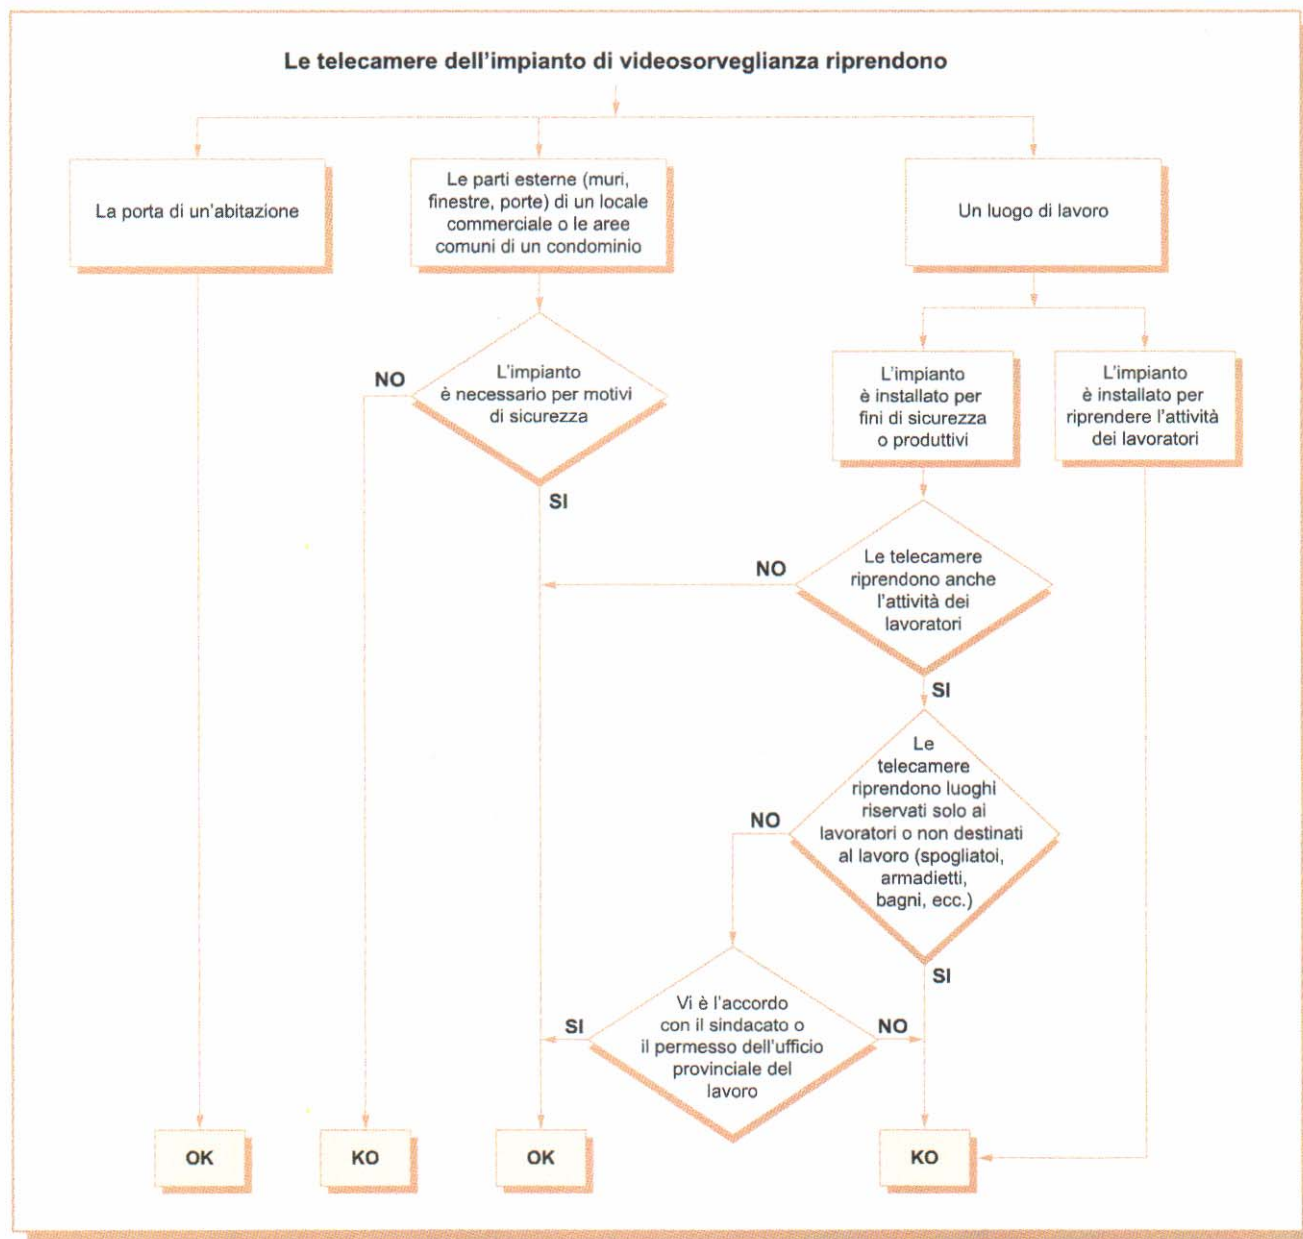 Le telecamere dell'impianto di videosorveglianza riprendono
La porta di un'abitazione
Le parti esterne (muri,
finestre, porte) di un locale
commerciale o le aree
comuni di un condominio
Un luogo di lavoro
NO
L'impianto
è necessario per motivi
di sicurezza
SI
L'impianto
è installato per
fini di sicurezza
o produttivi
L'impianto
è installato per
riprendere l'attività
dei lavoratori
NO
Le telecamere
riprendono anche
l'attività dei
lavoratori
SI
NO
Le
telecamere
riprendono luoghi
riservati solo ai
lavoratori o non destinati
al lavoro (spogliatoi,
armadietti,
bagni, ecc.)
SI
SI
Vi è l'accordo
con il sindacato o
il permesso dell'ufficio
provinciale del
lavoro
NO
OK
KO
OK
KO